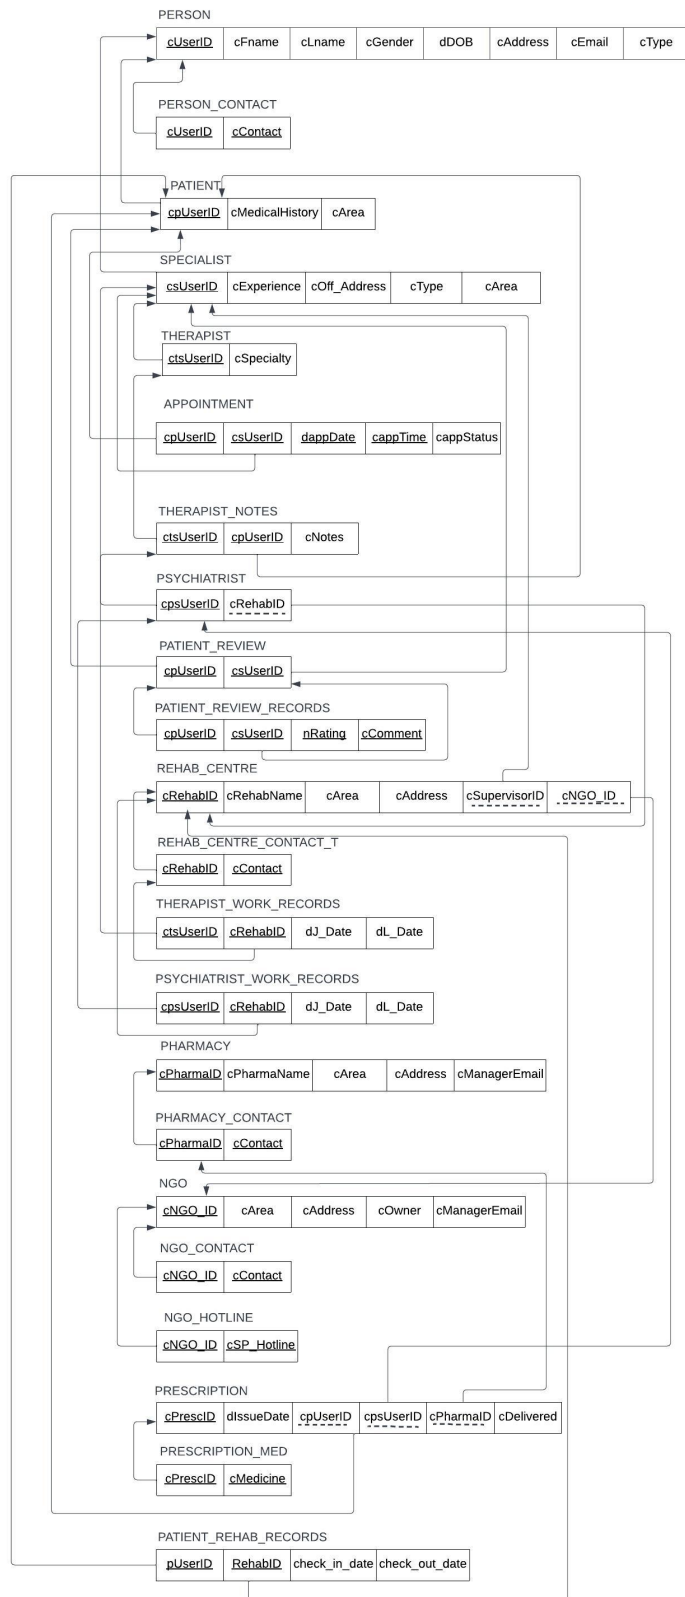 PERSON
cUserID cFname cLname cGender dDOB cAddress cEmail cType
PERSON_CONTACT
cUserID cContact
PATIENT
cpUserID cMedicalHistory cArea
SPECIALIST
csUserID cExperience cOff_Address cType cArea
THERAPIST
ctsUserID cSpecialty
APPOINTMENT
cpUserID csUserID dappDate cappTime cappStatus
THERAPIST_NOTES
ctsUserID cpUserID cNotes
PSYCHIATRIST
cpsUserID cRehabID
PATIENT_REVIEW
cpUserID csUserID
PATIENT_REVIEW_RECORDS
cpUserID csUserID nRating cComment
REHAB_CENTRE
cRehabID cRehabName cArea cAddress cSupervisorID cNGO_ID
REHAB_CENTRE_CONTACT_T
cRehabID cContact
THERAPIST_WORK_RECORDS
ctsUserID cRehabID dJ_Date dL_Date
PSYCHIATRIST_WORK_RECORDS
cpsUserID cRehabID dJ_Date dL_Date
PHARMACY
cPharmaID cPharmaName cArea cAddress cManagerEmail
PHARMACY_CONTACT
cPharmaID cContact
NGO
cNGO_ID cArea cAddress cOwner cManagerEmail
NGO_CONTACT
cNGO_ID cContact
NGO_HOTLINE
cNGO_ID cSP_Hotline
PRESCRIPTION
cPrescID dIssueDate cpUserID cpsUserID cPharmaID cDelivered
PRESCRIPTION_MED
cPrescID cMedicine
PATIENT_REHAB_RECORDS
pUserID RehabID check_in_date check_out_date